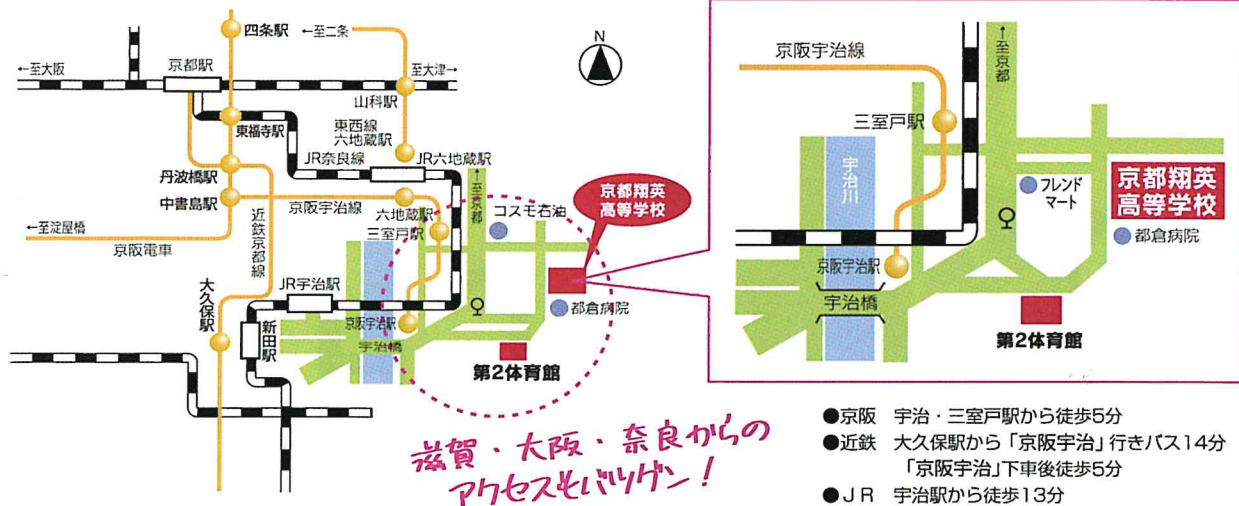 四条駅
←至二条
←至大阪
京都駅
至大津→
山科駅
東福寺駅
東西線
六地蔵駅
JR奈良線
JR六地蔵駅
丹波橋駅
中書島駅
京阪宇治線
六地蔵駅
←至京都
コスモ石油
京都翔英
高等学校
←至淀屋橋
京阪電車
近鉄京都線
三室戸駅
大久保駅
JR宇治駅
新田駅
京阪宇治駅
宇治橋
都倉病院
第2体育館
N
京阪宇治線
←至京都
三室戸駅
宇治川
フレンド
マート
京都翔英
高等学校
都倉病院
京阪宇治駅
宇治橋
第2体育館
滋賀・大阪・奈良からの
アクセスもバツグン!
●京阪 宇治・三室戸駅から徒歩5分
●近鉄 大久保駅から「京阪宇治」行きバス14分
「京阪宇治」下車後徒歩5分
●JR 宇治駅から徒歩13分